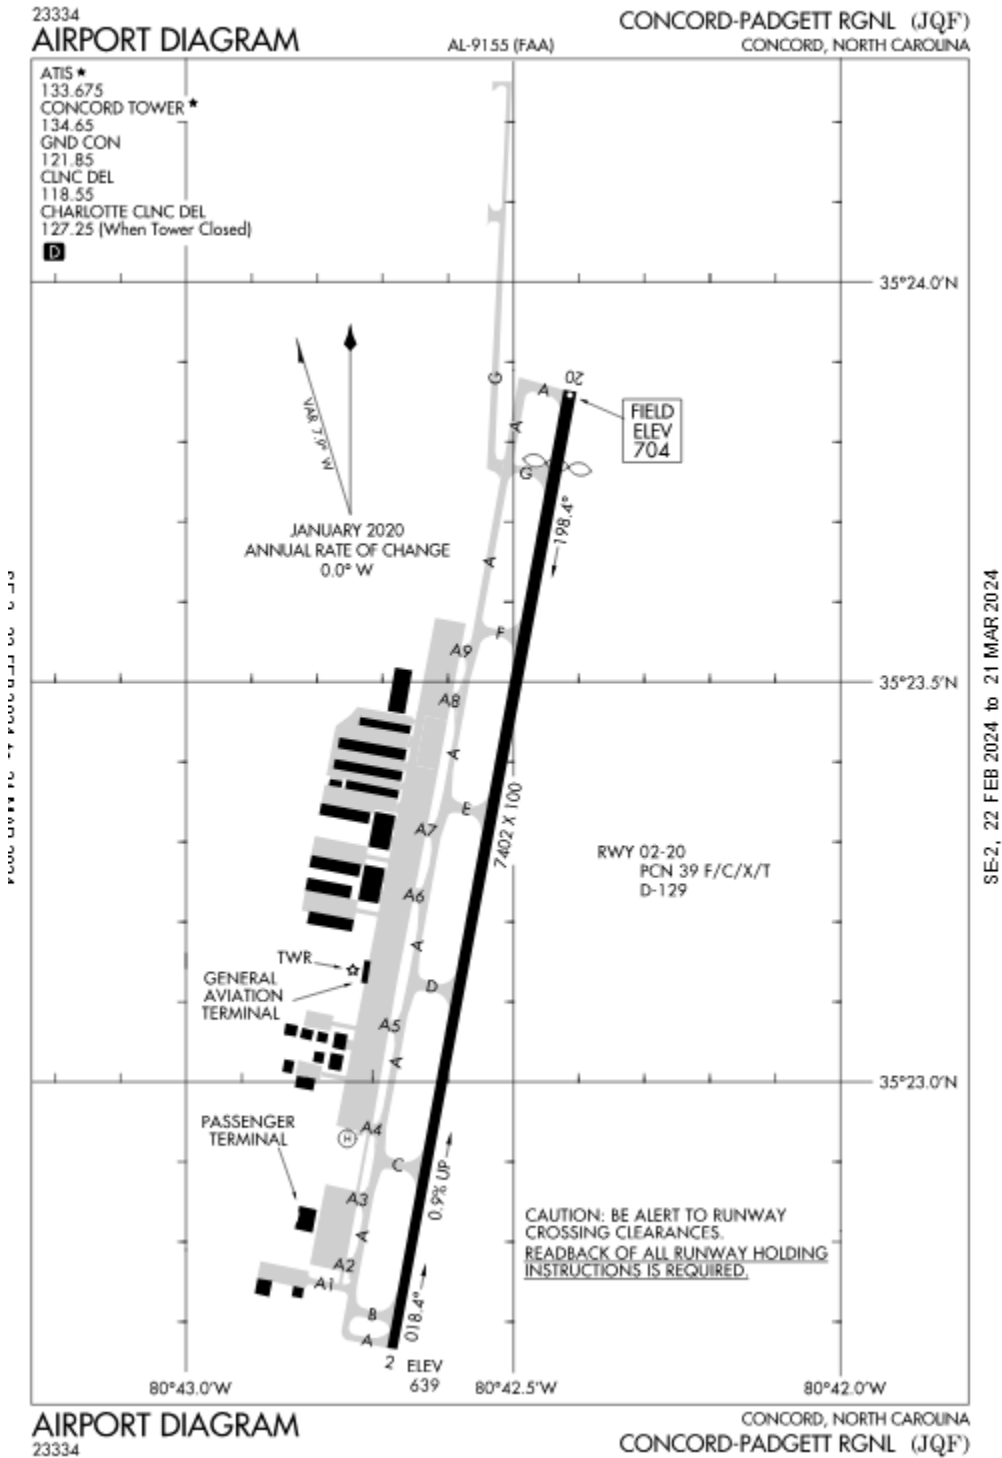 23334
AIRPORT DIAGRAM
AL-9155 (FAA)
CONCORD-PADGETT RGNL (JQF)
CONCORD, NORTH CAROLINA
ATIS ★
133.675
CONCORD TOWER ★
134.65
GND CON
121.85
CLNC DEL
118.55
CHARLOTTE CLNC DEL
127.25 (When Tower Closed)
D
35°24.0'N
VAR 7.9° W
JANUARY 2020
ANNUAL RATE OF CHANGE
0.0° W
G
A
20
A
G
FIELD
ELEV
704
198.4°
A
F
A9
35°23.5'N
A8
A
E
A7
7402 X 100
RWY 02-20
PCN 39 F/C/X/T
D-129
A6
A
D
TWR
GENERAL
AVIATION
TERMINAL
A5
A
35°23.0'N
PASSENGER
TERMINAL
A4
H
C
0.9% UP
A3
A
A2
A1
CAUTION: BE ALERT TO RUNWAY
CROSSING CLEARANCES.
READBACK OF ALL RUNWAY HOLDING
INSTRUCTIONS IS REQUIRED.
018.4°
B
A
2
ELEV
639
80°43.0'W
80°42.5'W
80°42.0'W
SE-2, 22 FEB 2024 to 21 MAR 2024
AIRPORT DIAGRAM
23334
CONCORD, NORTH CAROLINA
CONCORD-PADGETT RGNL (JQF)